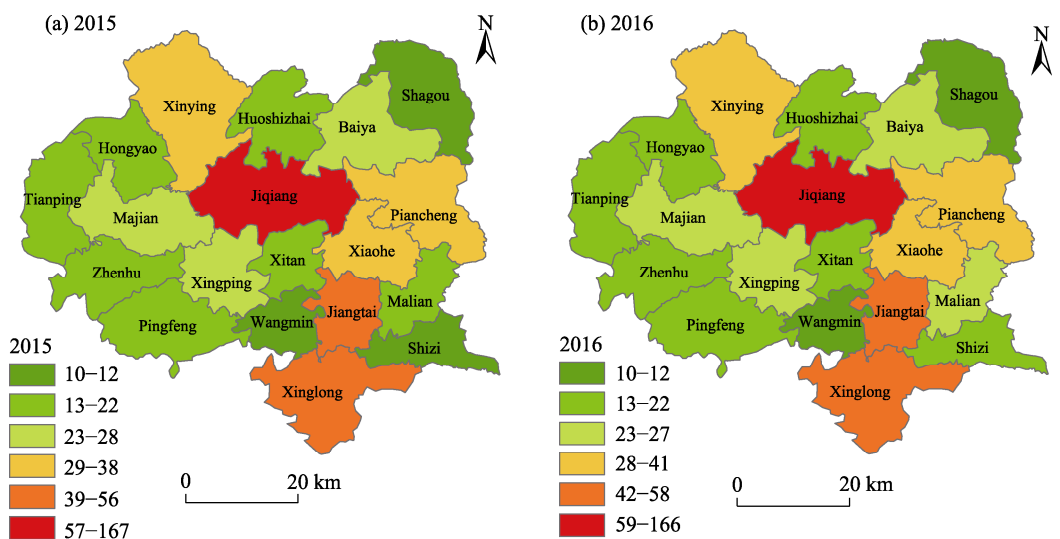 (a) 2015
N
Shagou
Xinying
Huoshizhai
Baiya
Hongyao
Tianping
Jiqiang
Majian
Piancheng
Xiaohe
Xitan
Zhenhu
Xingping
Malian
Jiangtai
Wangmin
Pingfeng
Shizi
Xinglong
2015
10–12
13–22
23–28
29–38
39–56
57–167
0 20 km
(b) 2016
N
Shagou
Xinying
Huoshizhai
Baiya
Hongyao
Tianping
Jiqiang
Majian
Piancheng
Xiaohe
Xitan
Zhenhu
Xingping
Malian
Jiangtai
Wangmin
Pingfeng
Shizi
Xinglong
2016
10–12
13–22
23–27
28–41
42–58
59–166
0 20 km